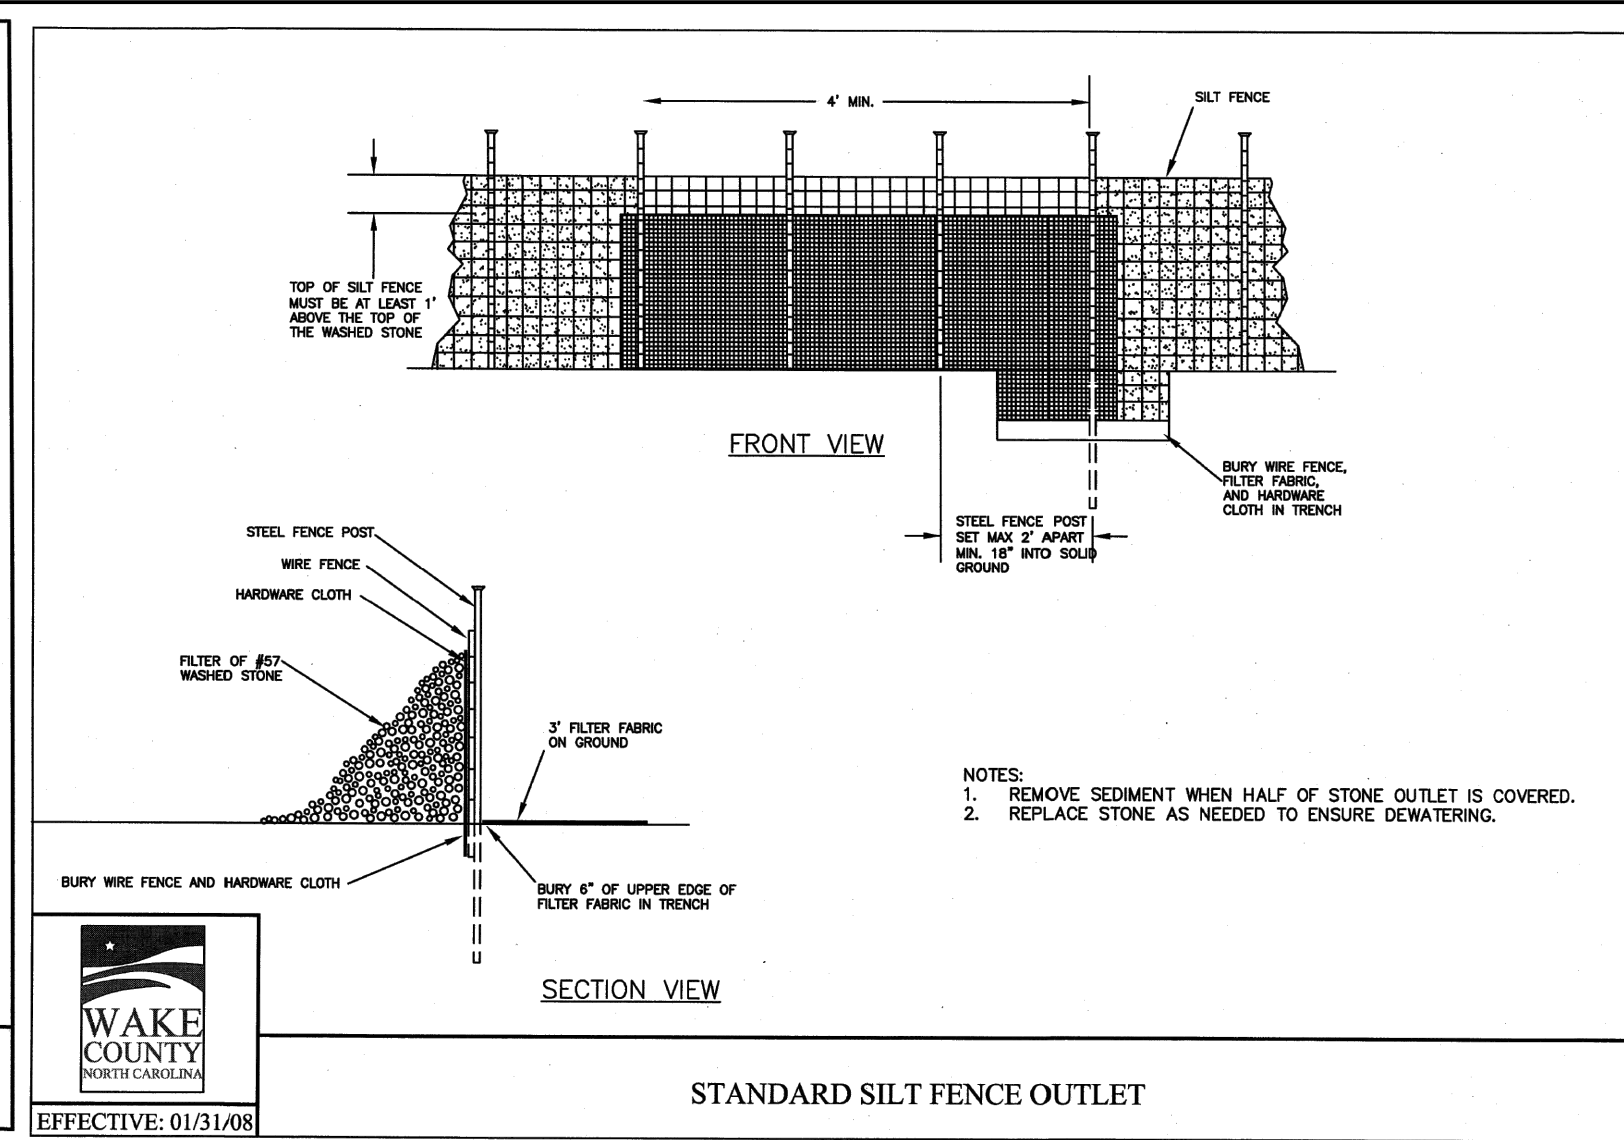 4' MIN.
SILT FENCE
TOP OF SILT FENCE
MUST BE AT LEAST 1'
ABOVE THE TOP OF
THE WASHED STONE
FRONT VIEW
BURY WIRE FENCE,
FILTER FABRIC,
AND HARDWARE
CLOTH IN TRENCH
STEEL FENCE POST
SET MAX 2' APART
MIN. 18" INTO SOLID
GROUND
STEEL FENCE POST
WIRE FENCE
HARDWARE CLOTH
FILTER OF #57
WASHED STONE
3' FILTER FABRIC
ON GROUND
NOTES:
1. REMOVE SEDIMENT WHEN HALF OF STONE OUTLET IS COVERED.
2. REPLACE STONE AS NEEDED TO ENSURE DEWATERING.
BURY WIRE FENCE AND HARDWARE CLOTH
BURY 6" OF UPPER EDGE OF
FILTER FABRIC IN TRENCH
SECTION VIEW
WAKE
COUNTY
NORTH CAROLINA
EFFECTIVE: 01/31/08
STANDARD SILT FENCE OUTLET